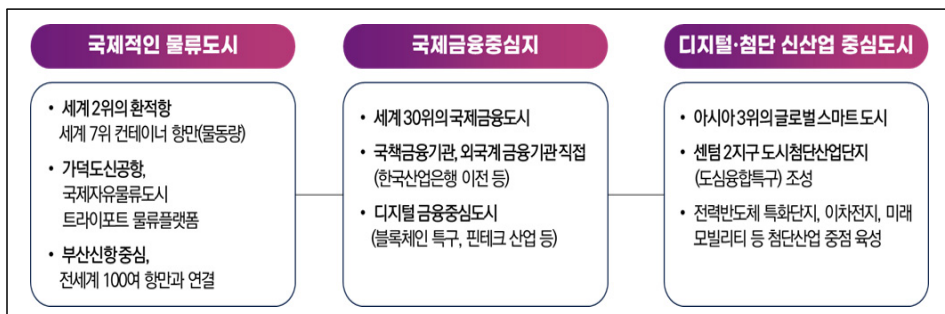 국제적인 물류도시
• 세계 2위의 환적항
세계 7위 컨테이너 항만(물동량)
• 가덕도신공항,
국제자유물류도시
트라이포트 물류플랫폼
• 부산신항 중심,
전세계 100여 항만과 연결
국제금융중심지
• 세계 30위의 국제금융도시
• 국책금융기관, 외국계 금융기관 직접
(한국산업은행 이전 등)
• 디지털 금융중심도시
(블록체인 특구, 핀테크 산업 등)
디지털·첨단 신산업 중심도시
• 아시아 3위의 글로벌 스마트 도시
• 센텀 2지구 도시첨단산업단지
(도심융합특구) 조성
• 전력반도체 특화단지, 이차전지, 미래
모빌리티 등 첨단산업 중점 육성